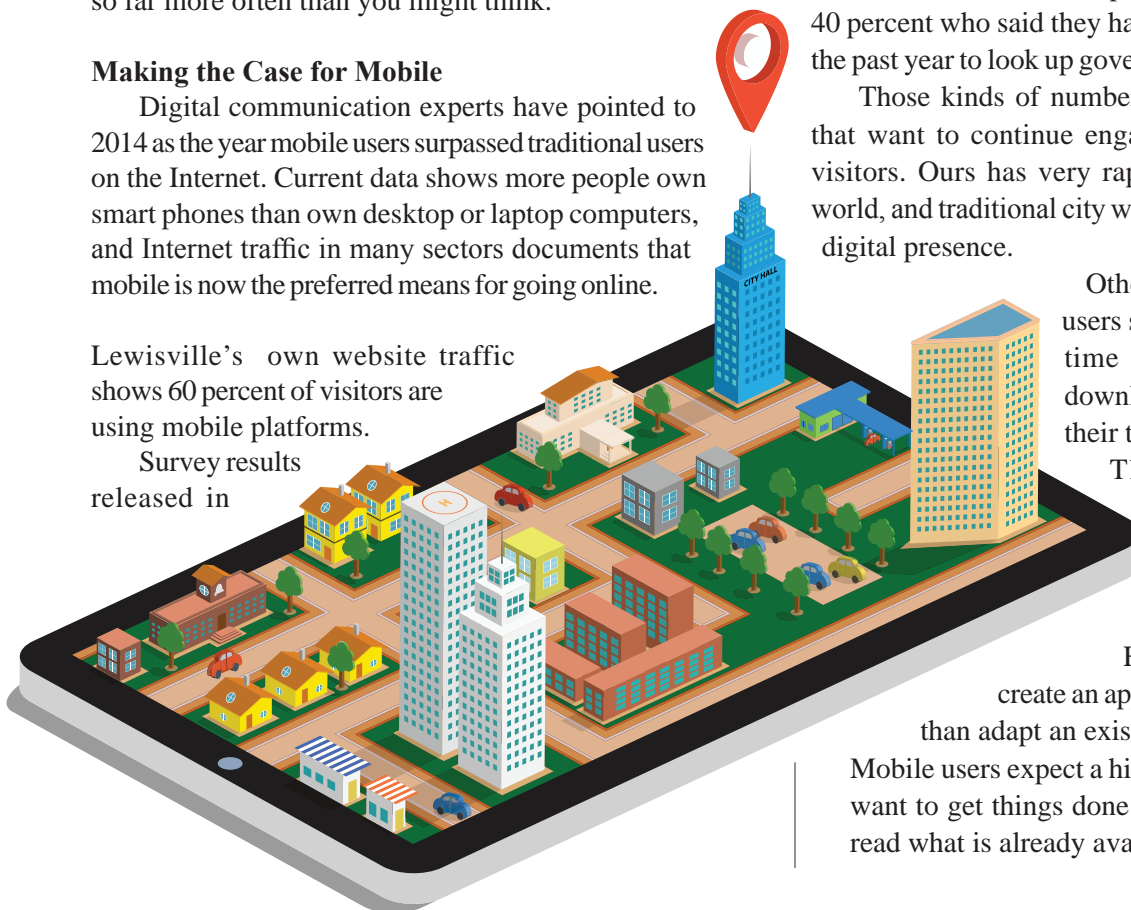 so far more often than you might think.
Making the Case for Mobile
Digital communication experts have pointed to
2014 as the year mobile users surpassed traditional users
on the Internet. Current data shows more people own
smart phones than own desktop or laptop computers,
and Internet traffic in many sectors documents that
mobile is now the preferred means for going online.
Lewisville's own website traffic
shows 60 percent of visitors are
using mobile platforms.
Survey results
released in
40 percent who said they ha
the past year to look up gove
Those kinds of number
that want to continue enga
visitors. Ours has very rap
world, and traditional city w
digital presence.
Othe
users s
time
downl
their t
Tl
create an ap
than adapt an exis
Mobile users expect a hi
want to get things done
read what is already ava
CITY HALL
H